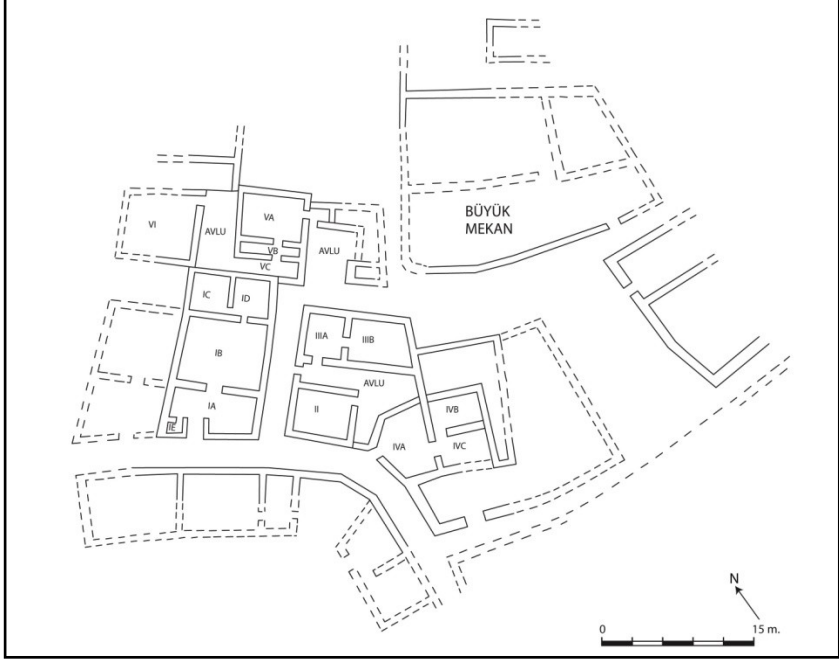 BÜYÜK
MEKAN
VI
AVLU
VA
VB
VC
AVLU
IC
ID
IB
IA
IE
IIIA
IIIB
AVLU
II
IVA
IVB
IVC
N
0
15 m.